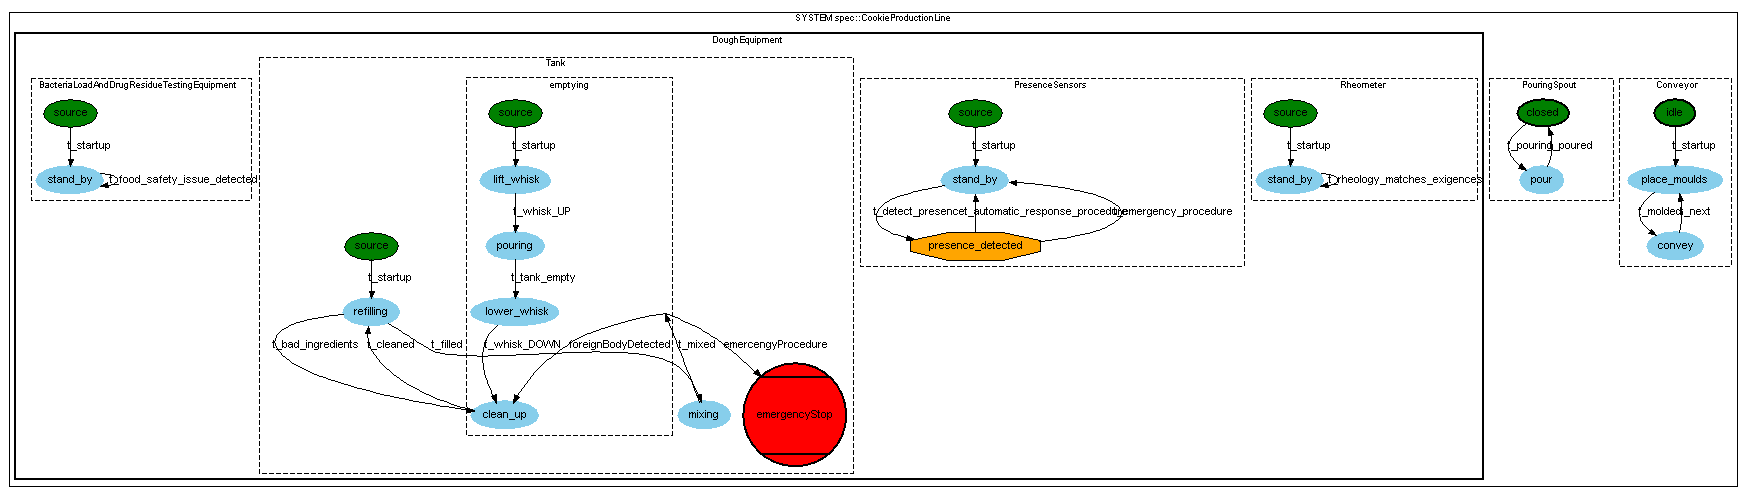 SYSTEM spec::CookieProductionLine
DoughEquipment
Tank
BacteriaLoadAndDrugResidueTestingEquipment
emptying
PresenceSensors
Rheometer
PouringSpout
Conveyor
source
source
source
source
closed
idle
t_startup
t_startup
t_startup
t_startup
t_pouring
poured
t_startup
stand_by
t_food_safety_issue_detected
lift_whisk
stand_by
stand_by
t_rheology_matches_exigences
pour
place_moulds
t_whisk_UP
t_detect_presence
t_automatic_response_procedure
t_emergency_procedure
t_molded
t_next
source
pouring
presence_detected
convey
t_startup
t_tank_empty
refilling
lower_whisk
t_bad_ingredients
t_cleaned
t_filled
t_whisk_DOWN
foreignBodyDetected
t_mixed
emercengyProcedure
clean_up
mixing
emergencyStop